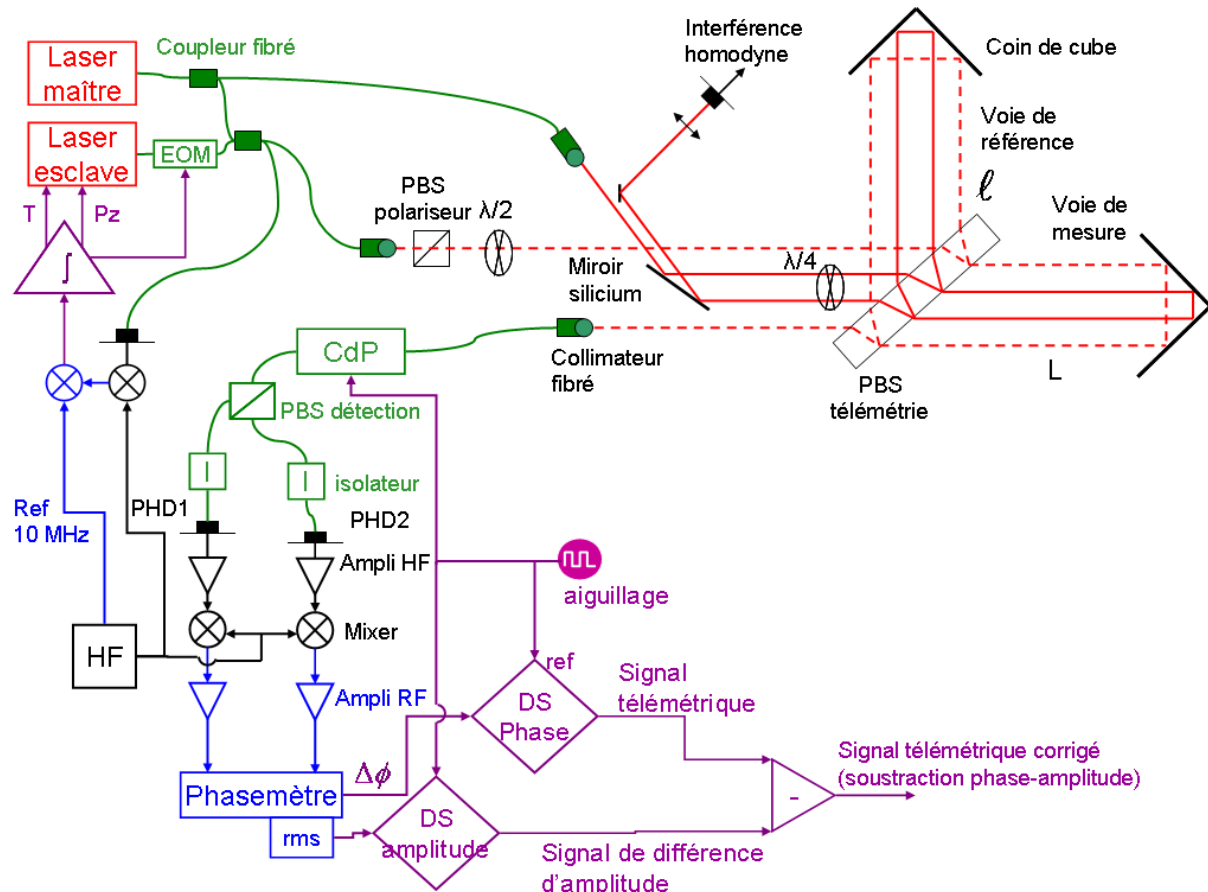 Coupleur fibré
Laser
maître
Laser
esclave
EOM
T
Pz
∫
Interférence
homodyne
Coin de cube
Voie de
référence
ℓ
Voie de
mesure
PBS
polariseur
λ/2
Miroir
silicium
λ/4
L
PBS
télémétrie
Collimateur
fibré
CdP
PBS détection
I
I
isolateur
Ref
10 MHz
PHD1
PHD2
Ampli HF
aiguillage
Mixer
HF
Ampli RF
ref
DS
Phase
Signal
télémétrique
Δϕ
Phasemètre
rms
DS
amplitude
Signal de différence
d’amplitude
-
Signal télémétrique corrigé
(soustraction phase-amplitude)